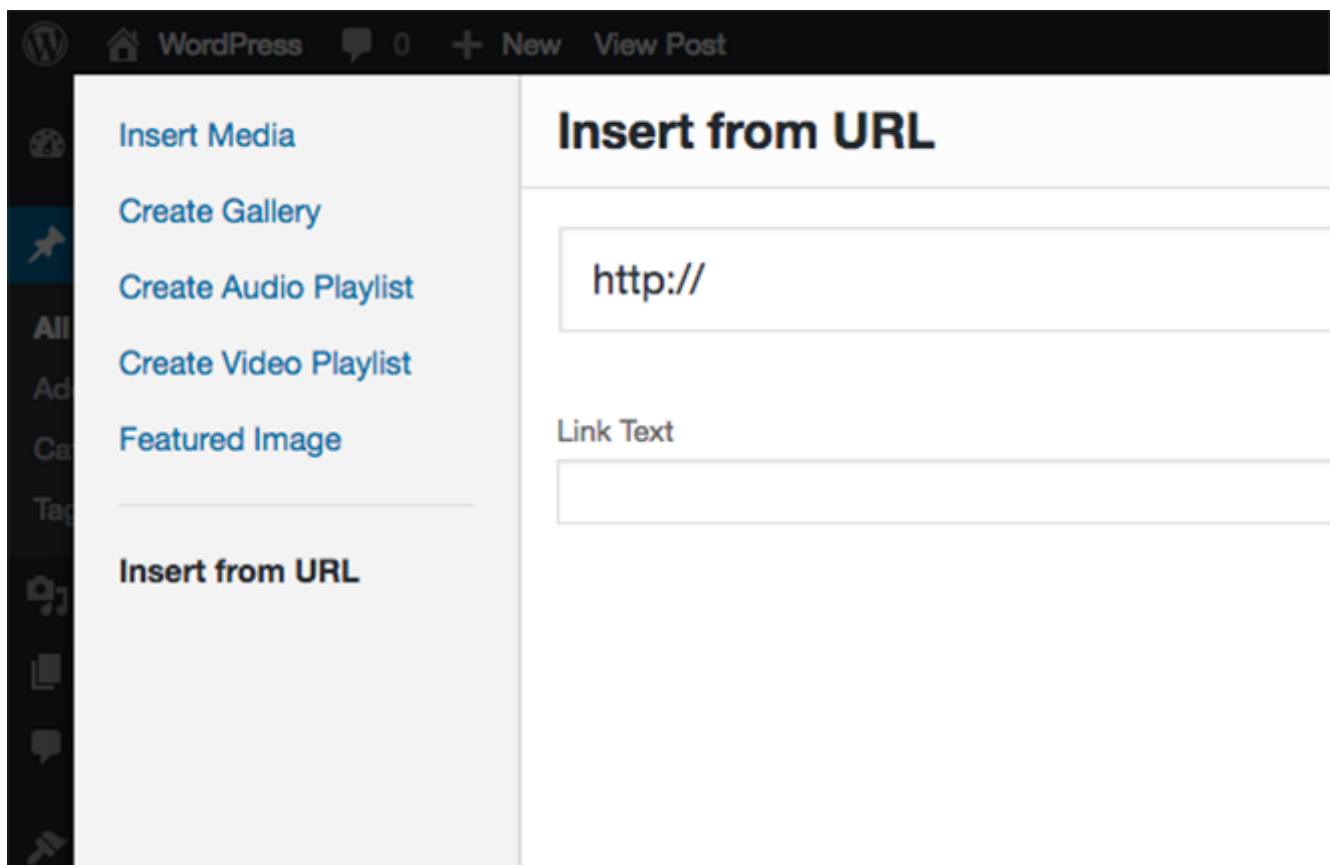 WordPress 0 New View Post
Insert Media
Create Gallery
Create Audio Playlist
Create Video Playlist
Featured Image
Insert from URL
Insert from URL
http://
Link Text
All